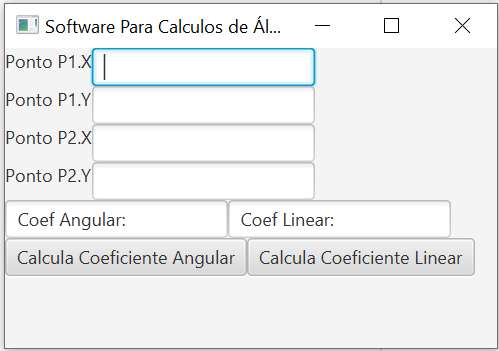 Software Para Calculos de Ál...
Ponto P1.X
Ponto P1.Y
Ponto P2.X
Ponto P2.Y
Coef Angular: Coef Linear:
Calcula Coeficiente Angular Calcula Coeficiente Linear